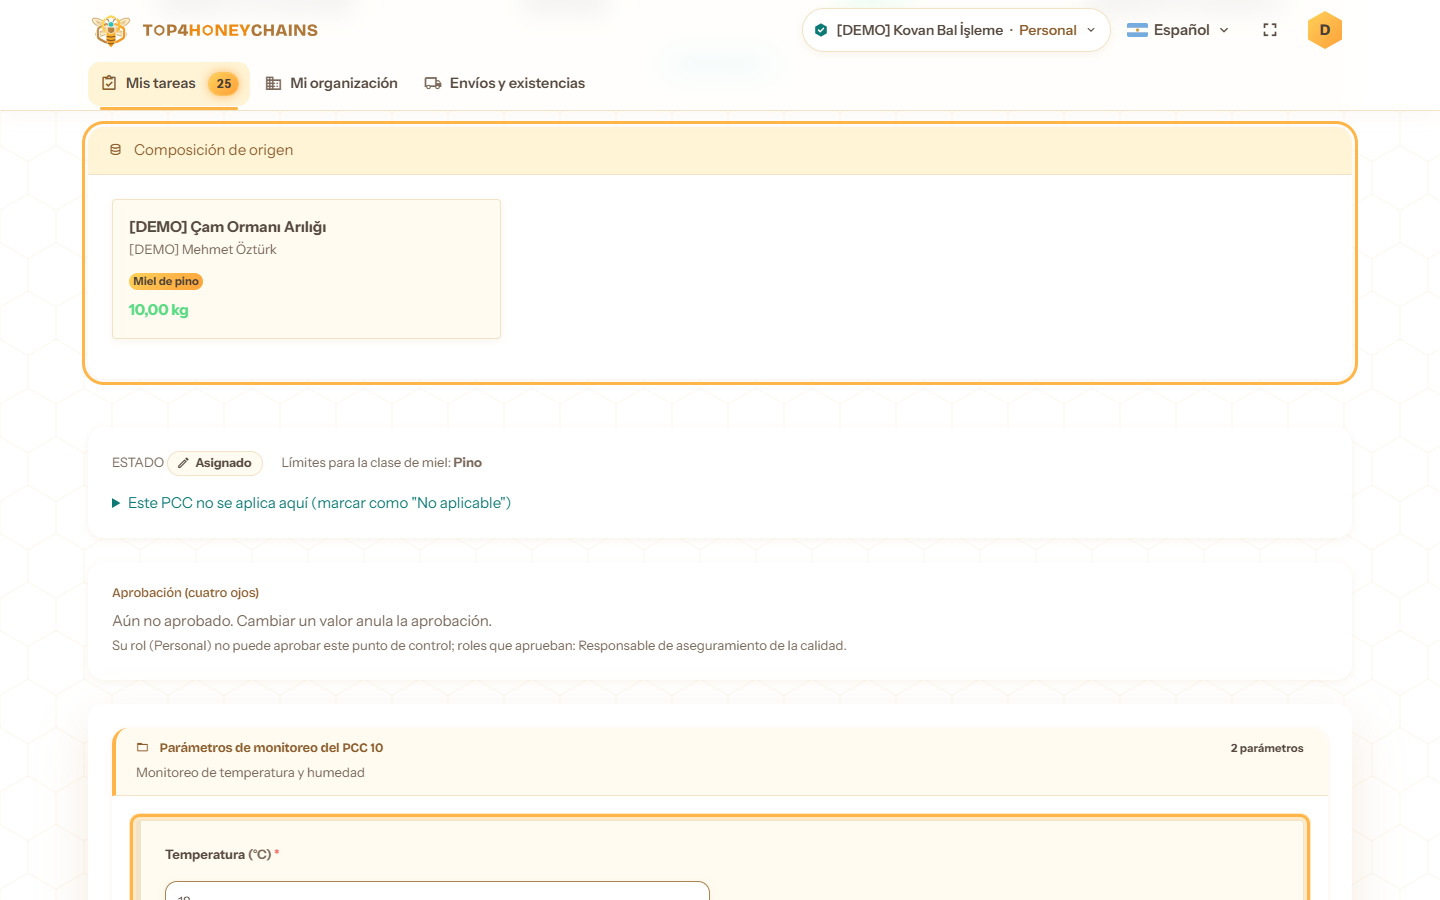 TOP4HONEYCHAINS
[DEMO] Kovan Bal İşleme · Personal
Español
D
Mis tareas 25
Mi organización
Envíos y existencias
Composición de origen
[DEMO] Çam Ormanı Arılığı
[DEMO] Mehmet Öztürk
Miel de pino
10,00 kg
ESTADO Asignado Límites para la clase de miel: Pino
Este PCC no se aplica aquí (marcar como "No aplicable")
Aprobación (cuatro ojos)
Aún no aprobado. Cambiar un valor anula la aprobación.
Su rol (Personal) no puede aprobar este punto de control; roles que aprueban: Responsable de aseguramiento de la calidad.
Parámetros de monitoreo del PCC 10
2 parámetros
Monitoreo de temperatura y humedad
Temperatura (°C) *